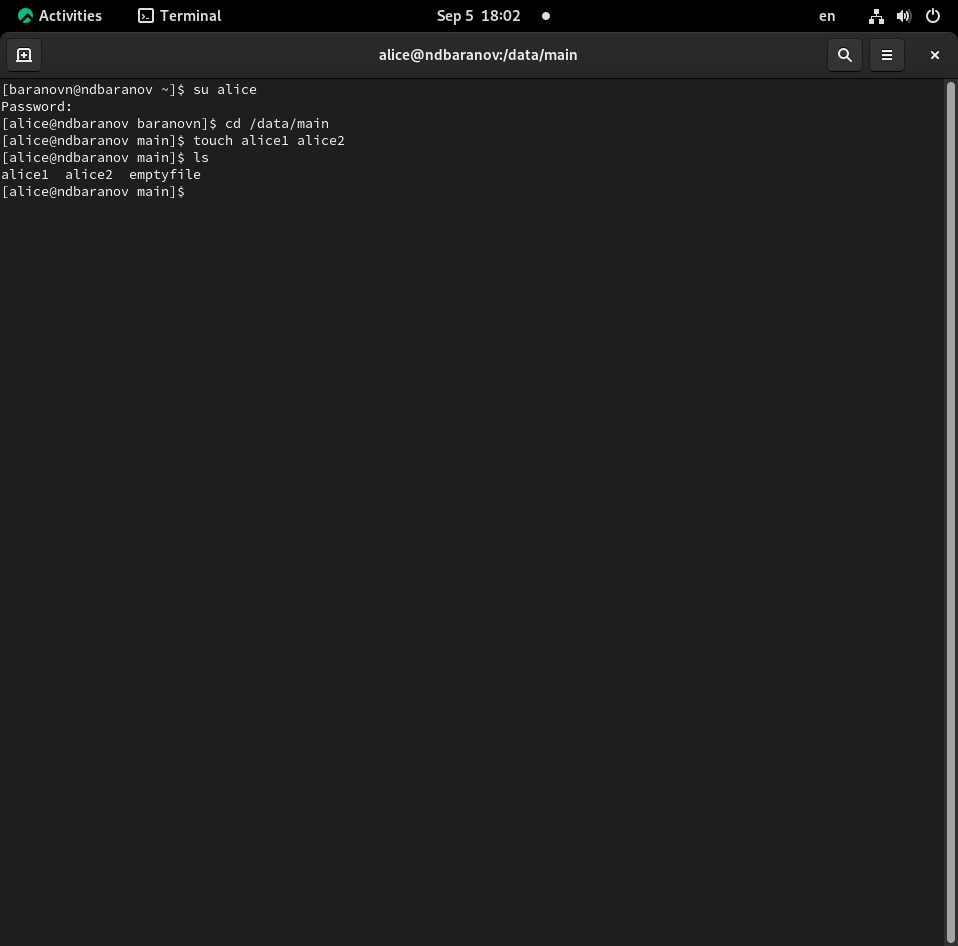 Activities Terminal Sep 5 18:02 en
alice@ndbaranov:/data/main
[baranovn@ndbaranov ~]$ su alice
Password:
[alice@ndbaranov baranovn]$ cd /data/main
[alice@ndbaranov main]$ touch alice1 alice2
[alice@ndbaranov main]$ ls
alice1  alice2  emptyfile
[alice@ndbaranov main]$